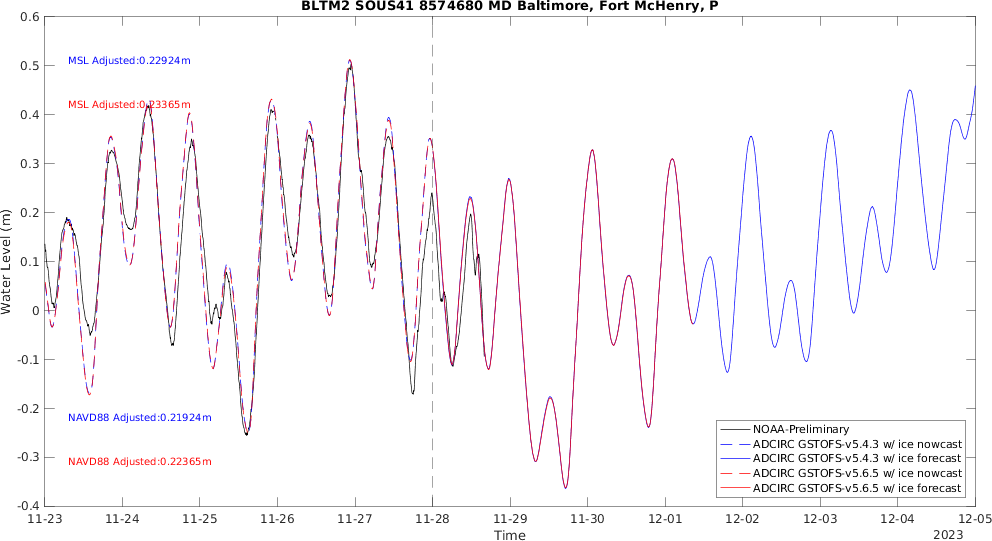 BLTM2 SOUS41 8574680 MD Baltimore, Fort McHenry, P
0.6
0.5
0.4
0.3
0.2
0.1
0
-0.1
-0.2
-0.3
-0.4
Water Level (m)
MSL Adjusted:0.22924m
MSL Adjusted:0.23365m
NAVD88 Adjusted:0.21924m
NAVD88 Adjusted:0.22365m
NOAA-Preliminary
ADCIRC GSTOFS-v5.4.3 w/ ice nowcast
ADCIRC GSTOFS-v5.4.3 w/ ice forecast
ADCIRC GSTOFS-v5.6.5 w/ ice nowcast
ADCIRC GSTOFS-v5.6.5 w/ ice forecast
11-23 11-24 11-25 11-26 11-27 11-28 11-29 11-30 12-01 12-02 12-03 12-04 12-05
Time
2023